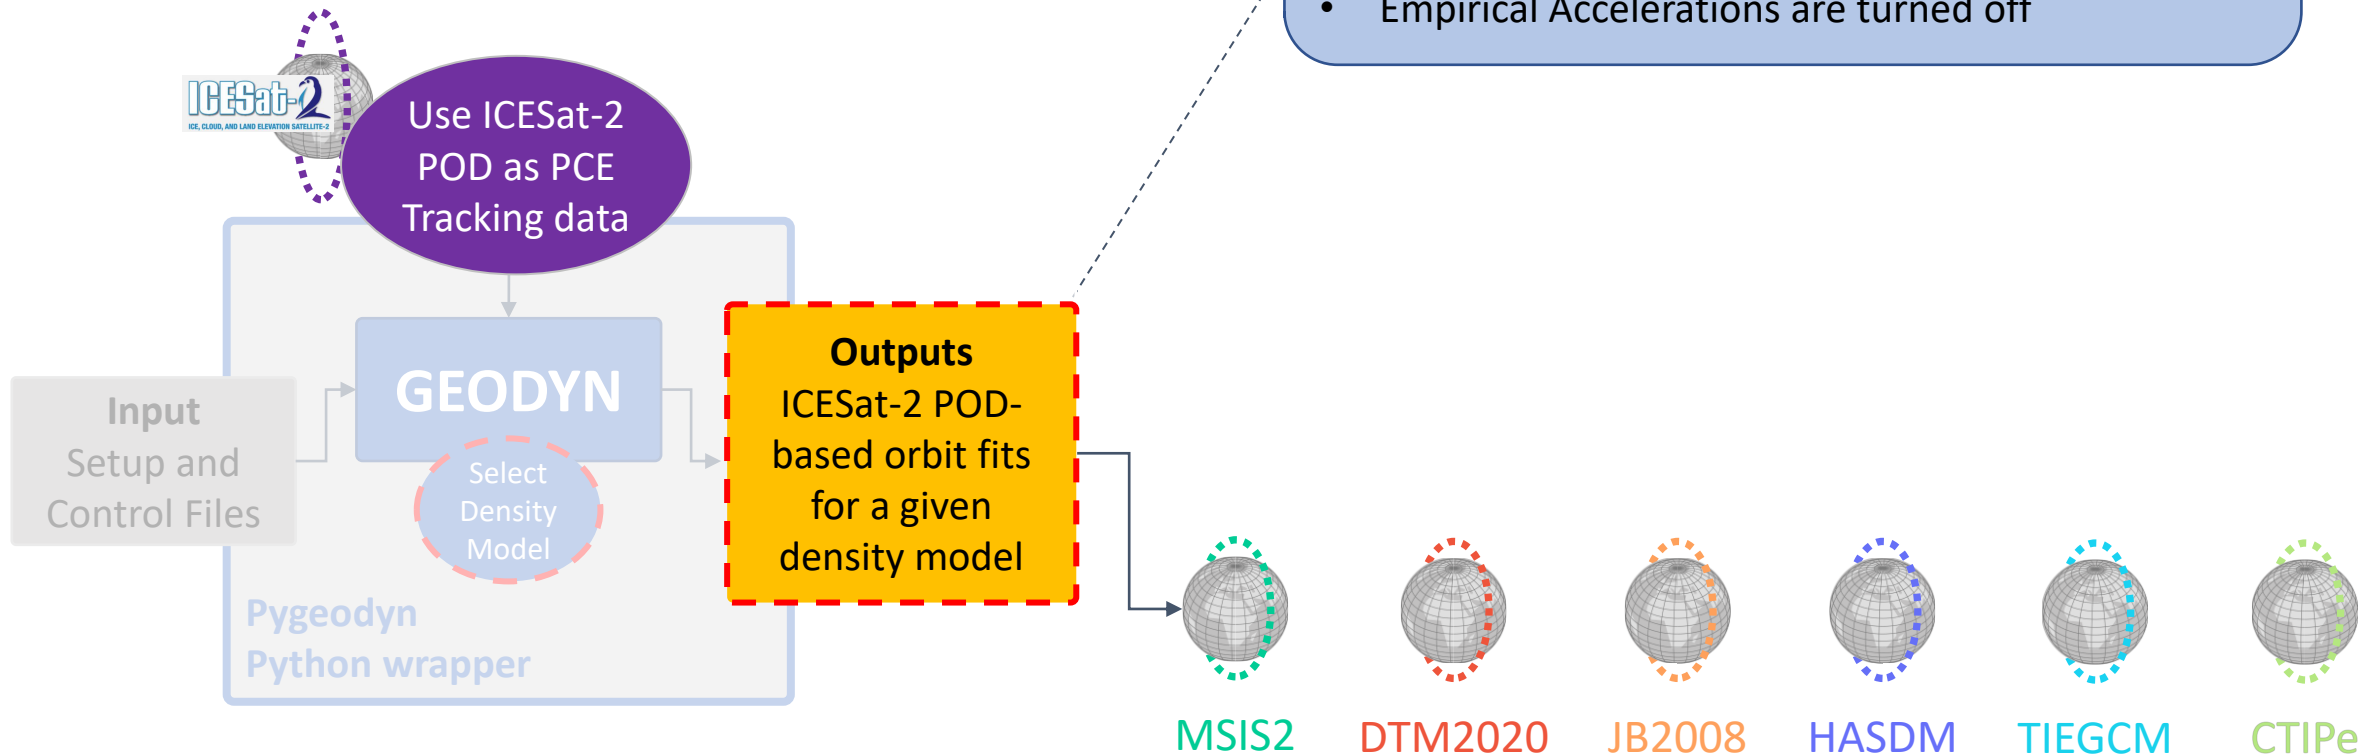 • Empirical Accelerations are turned off
ICESat-2
ICE, CLOUD, AND LAND ELEVATION SATELLITE-2
Use ICESat-2
POD as PCE
Tracking data
GEODYN
Input
Setup and
Control Files
Select
Density
Model
Pygeodyn
Python wrapper
Outputs
ICESat-2 POD-
based orbit fits
for a given
density model
MSIS2
DTM2020
JB2008
HASDM
TIEGCM
CTIPe